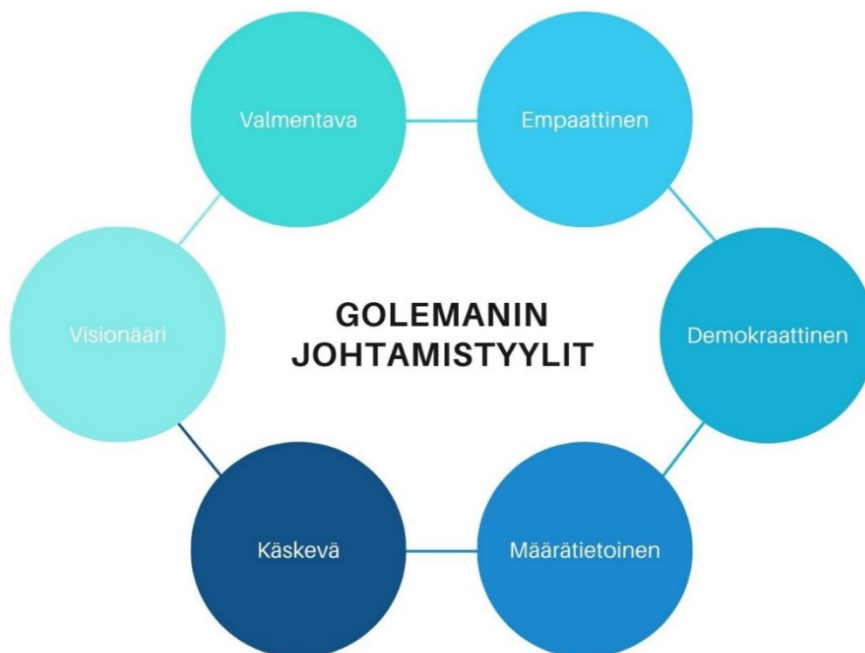 Valmentava
Empaattinen
Visionääri
GOLEMANIN
JOHTAMISTYYLIT
Demokraattinen
Käskevä
Määrätietoinen